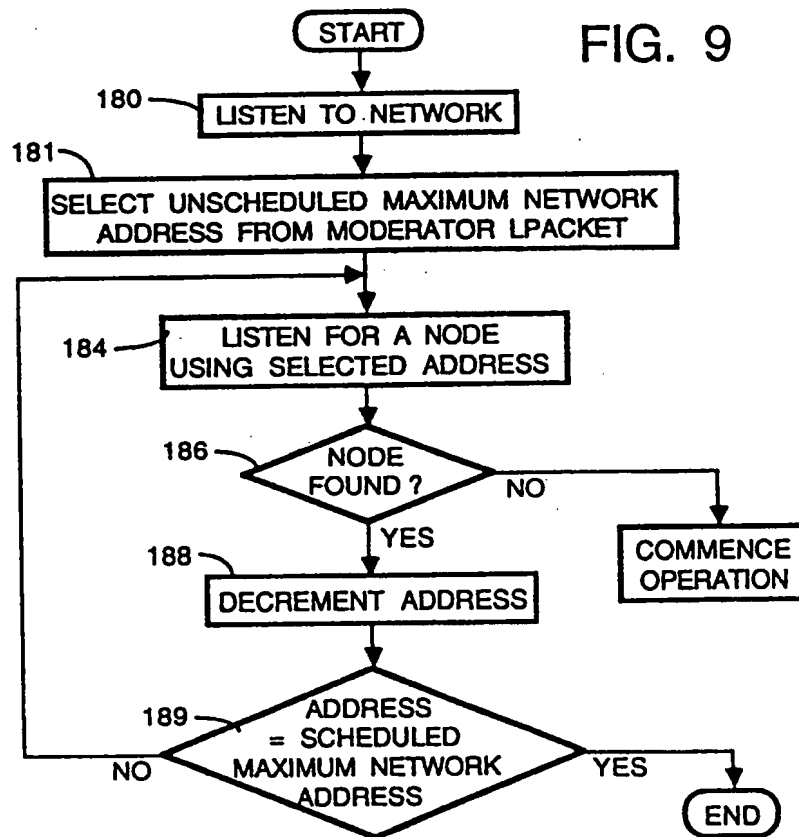 START
FIG. 9
180
LISTEN TO NETWORK
181
SELECT UNSCHEDULED MAXIMUM NETWORK
ADDRESS FROM MODERATOR LPACKET
184
LISTEN FOR A NODE
USING SELECTED ADDRESS
186
NODE
FOUND ?
NO
YES
COMMENCE
OPERATION
188
DECREMENT ADDRESS
189
ADDRESS
= SCHEDULED
MAXIMUM NETWORK
ADDRESS
NO
YES
END